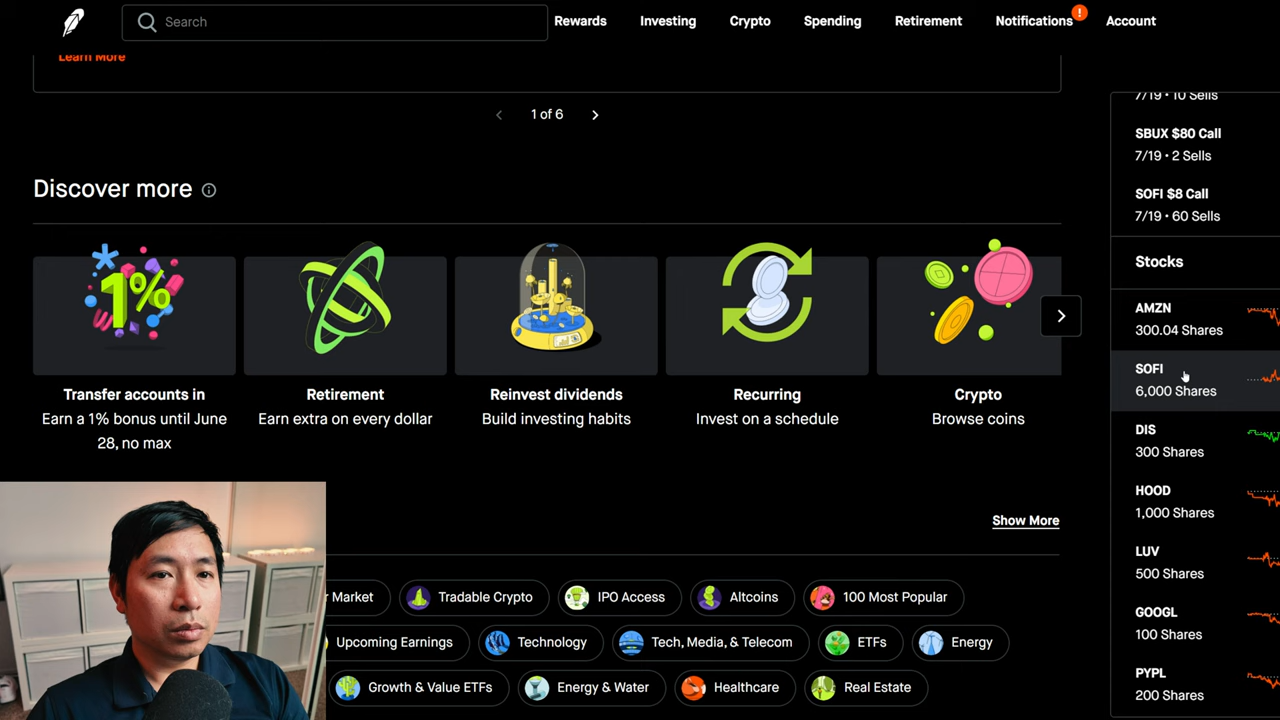 Search
Rewards
Investing
Crypto
Spending
Retirement
Notifications
!
Account
Learn More
1 of 6
Discover more
1%
Transfer accounts in
Earn a 1% bonus until June
28, no max
Retirement
Earn extra on every dollar
Reinvest dividends
Build investing habits
Recurring
Invest on a schedule
Crypto
Browse coins
Show More
Market
Tradable Crypto
IPO Access
Altcoins
100 Most Popular
Upcoming Earnings
Technology
Tech, Media, & Telecom
ETFs
Energy
Growth & Value ETFs
Energy & Water
Healthcare
Real Estate
7/19 • 10 Sells
SBUX $80 Call
7/19 • 2 Sells
SOFI $8 Call
7/19 • 60 Sells
Stocks
AMZN
300.04 Shares
SOFI
6,000 Shares
DIS
300 Shares
HOOD
1,000 Shares
LUV
500 Shares
GOOGL
100 Shares
PYPL
200 Shares